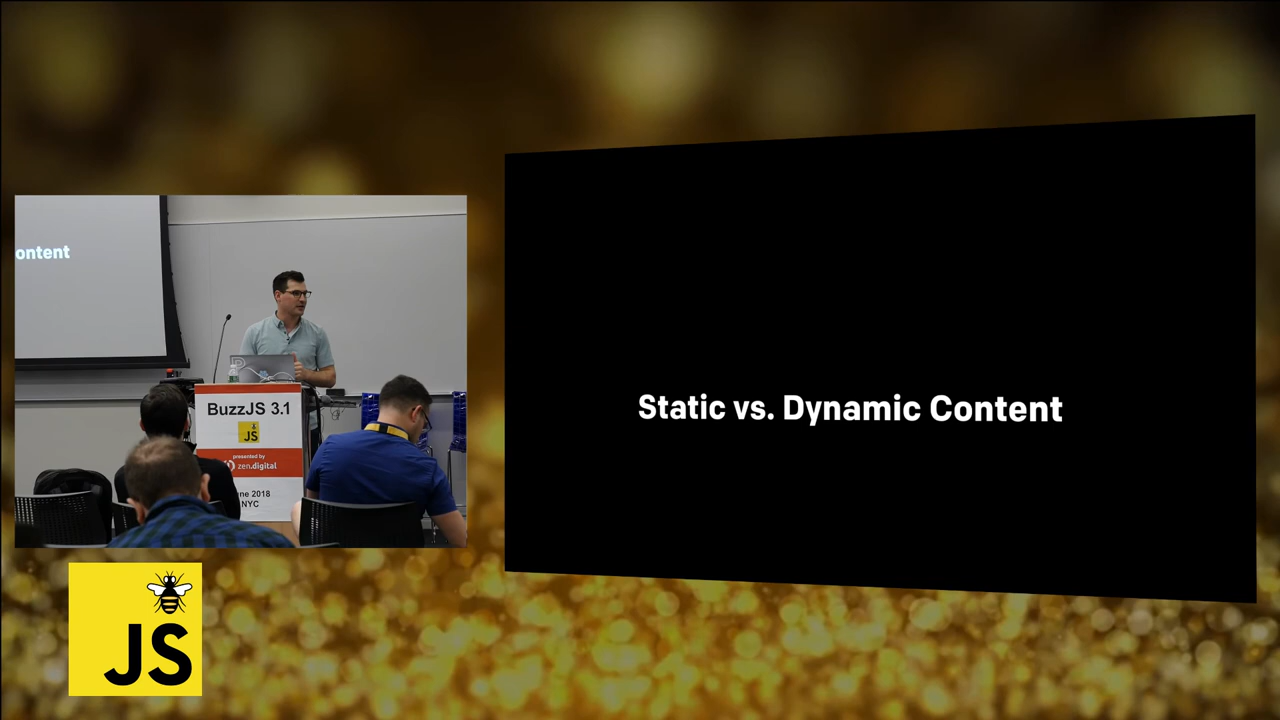 ontent
BuzzJS 3.1
JS
presented by
zen.digital
ne 2018
NYC
JS
Static vs. Dynamic Content